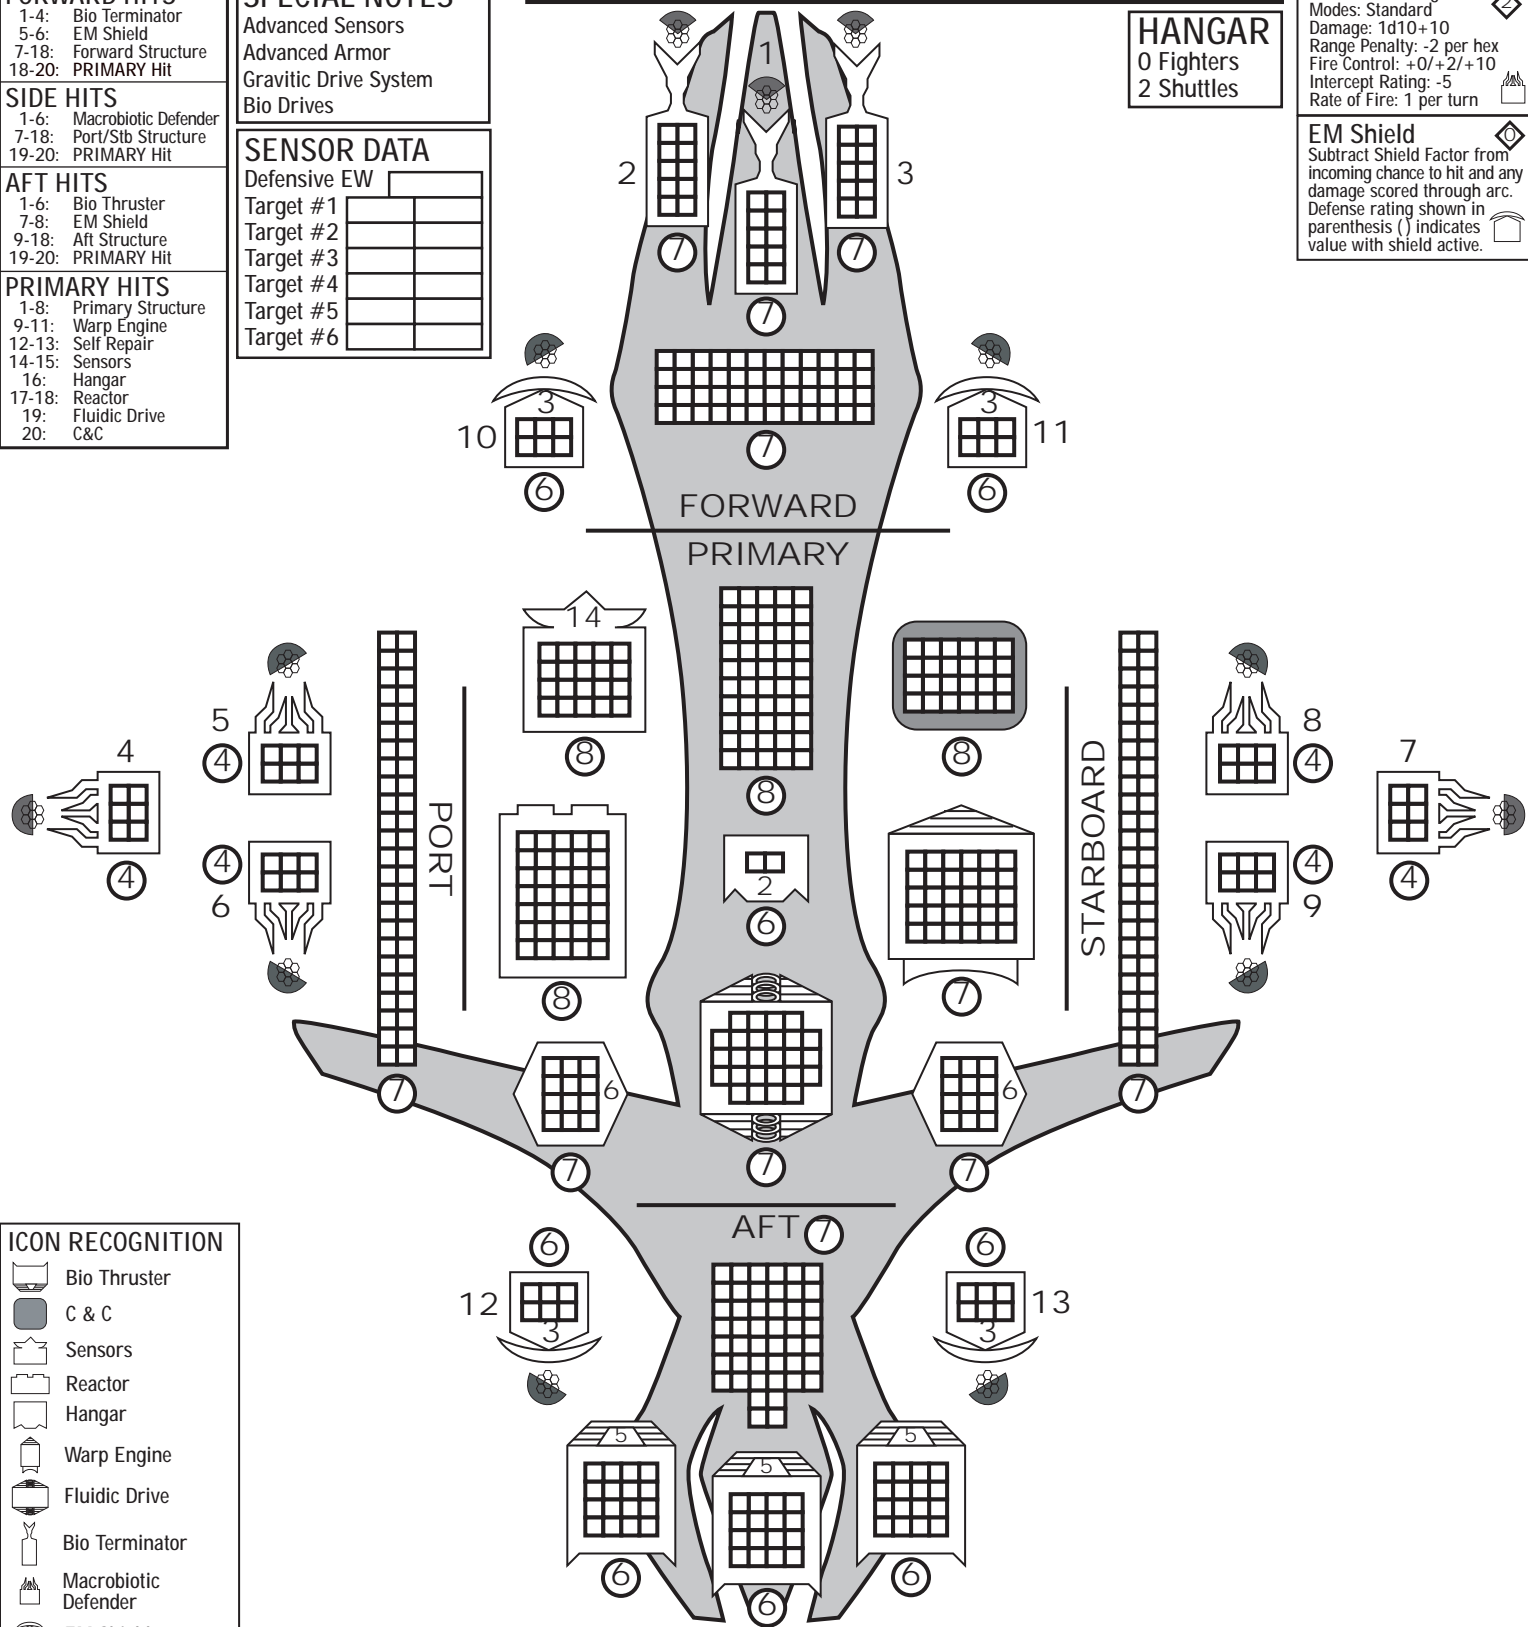 FORWARD HITS
1-4: Bio Terminator
5-6: EM Shield
7-18: Forward Structure
18-20: PRIMARY Hit
SIDE HITS
1-6: Macrobiotic Defender
7-18: Port/Stb Structure
19-20: PRIMARY Hit
AFT HITS
1-6: Bio Thruster
7-8: EM Shield
9-18: Aft Structure
19-20: PRIMARY Hit
PRIMARY HITS
1-8: Primary Structure
9-11: Warp Engine
12-13: Self Repair
14-15: Sensors
16: Hangar
17-18: Reactor
19: Fluidic Drive
20: C&C
SPECIAL NOTES
Advanced Sensors
Advanced Armor
Gravitic Drive System
Bio Drives
SENSOR DATA
Defensive EW
Target #1
Target #2
Target #3
Target #4
Target #5
Target #6
HANGAR
0 Fighters
2 Shuttles
2
Modes: Standard
Damage: 1d10+10
Range Penalty: -2 per hex
Fire Control: +0/+2/+10
Intercept Rating: -5
Rate of Fire: 1 per turn
EM Shield 0
Subtract Shield Factor from
incoming chance to hit and any
damage scored through arc.
Defense rating shown in
parenthesis () indicates
value with shield active.
1
2 3
7 7
7
3 3
10 11
7
6 6
FORWARD
PRIMARY
14
5 8
4 7
4 8 8 4
8
PORT
STARBOARD
4 2 4
4 4
6 9
6
8 7
6 6
7 7
7 7 7
AFT 7
6 6
12 13
3 3
5 5
5
6 6
6
ICON RECOGNITION
Bio Thruster
C & C
Sensors
Reactor
Hangar
Warp Engine
Fluidic Drive
Bio Terminator
Macrobiotic
Defender